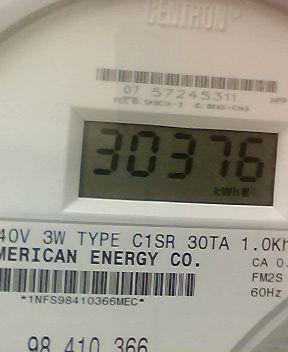 CENTRON
07 57245311
30376
kWh
40V 3W TYPE C1SR 30TA 1.0Kh
MERICAN ENERGY CO.
CA 0.
FM2S
60Hz
*1NFS98410366MEC*
98 410 366